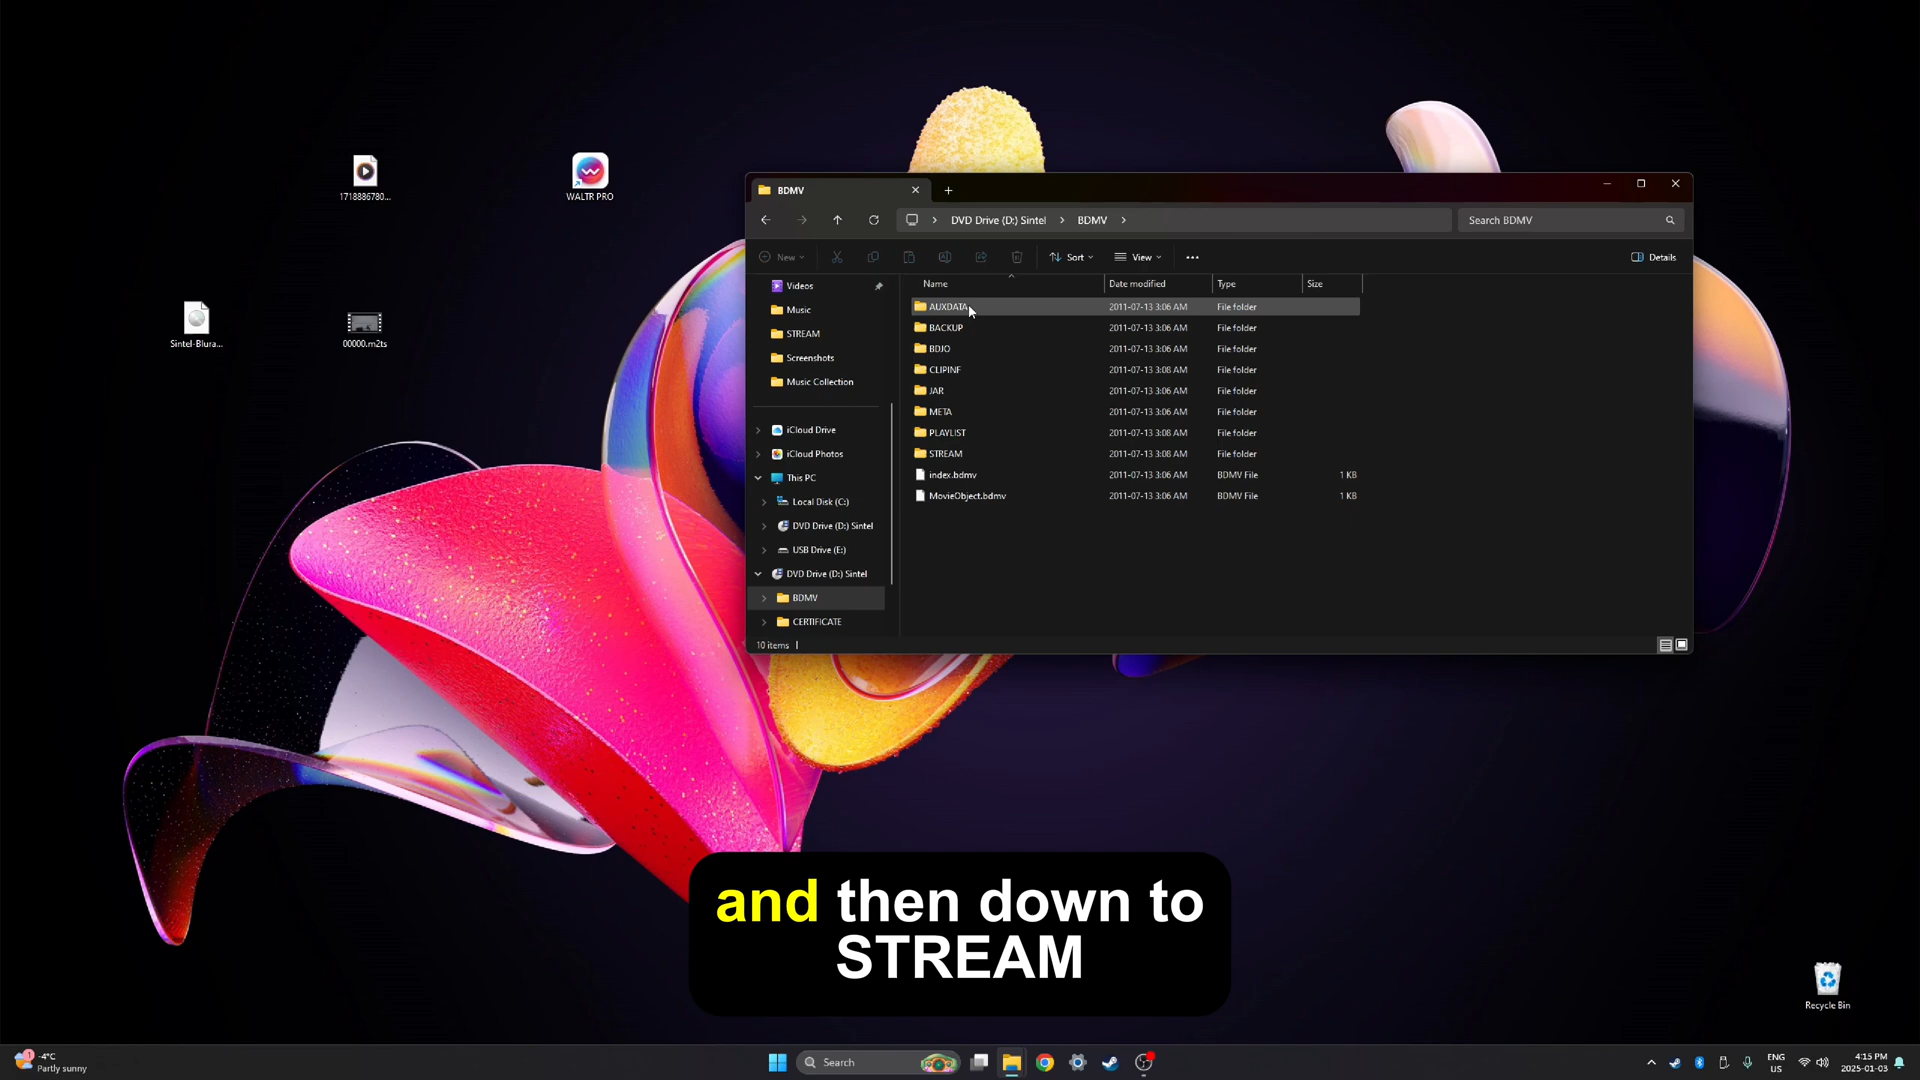 1718886780...
WALTR PRO
Sintel-Blura...
00000.m2ts
BDMV
DVD Drive (D:) Sintel
BDMV
Search BDMV
New
Sort
View
Details
Videos
Music
STREAM
Screenshots
Music Collection
iCloud Drive
iCloud Photos
This PC
Local Disk (C:)
DVD Drive (D:) Sintel
USB Drive (E:)
DVD Drive (D:) Sintel
BDMV
CERTIFICATE
Name Date modified Type Size
AUXDATA 2011-07-13 3:06 AM File folder
BACKUP 2011-07-13 3:06 AM File folder
BDJO 2011-07-13 3:06 AM File folder
CLIPINF 2011-07-13 3:08 AM File folder
JAR 2011-07-13 3:06 AM File folder
META 2011-07-13 3:06 AM File folder
PLAYLIST 2011-07-13 3:08 AM File folder
STREAM 2011-07-13 3:08 AM File folder
index.bdmv 2011-07-13 3:06 AM BDMV File 1 KB
MovieObject.bdmv 2011-07-13 3:06 AM BDMV File 1 KB
10 items
and then down to
STREAM
Recycle Bin
1
-4°C
Partly sunny
Search
ENG
US
4:15 PM
2025-01-03